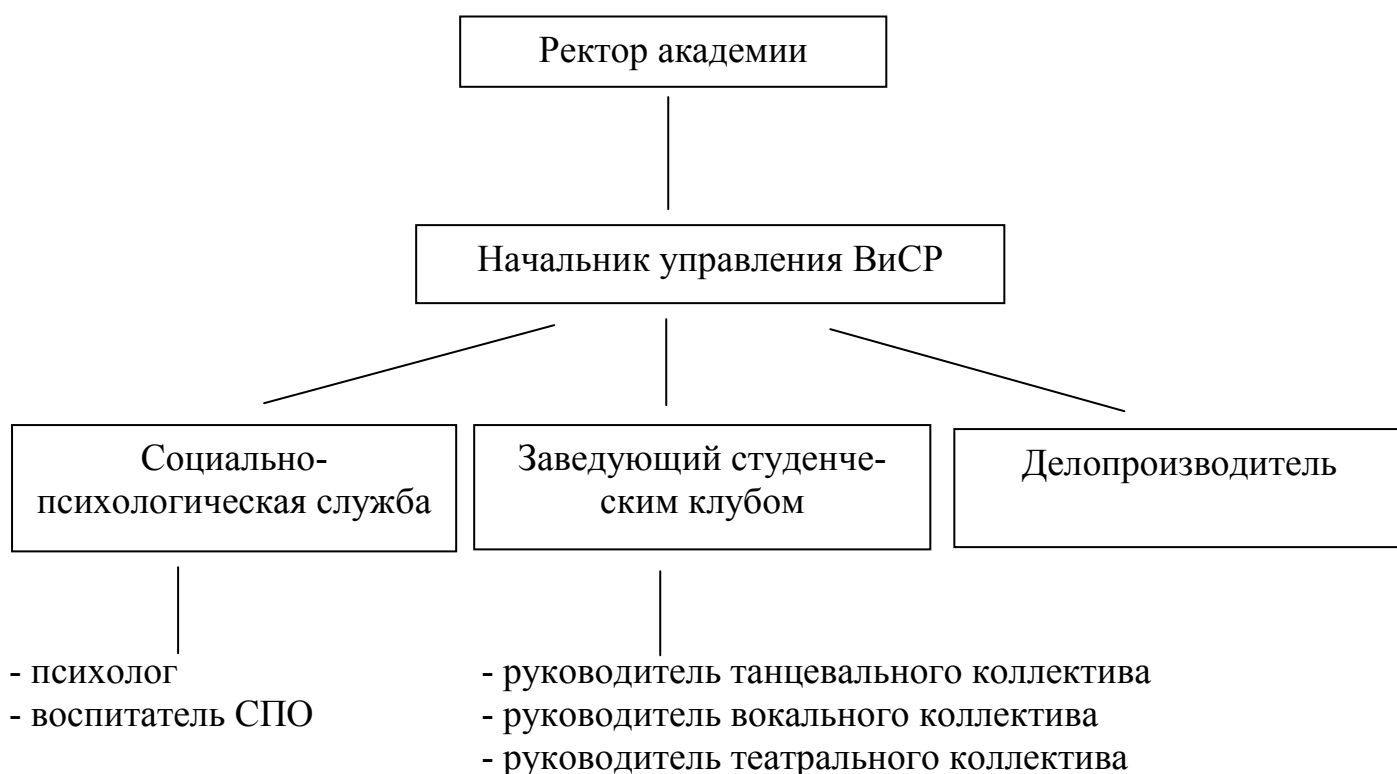 Ректор академии
Начальник управления ВиСР
Социально-
психологическая служба
Заведующий студенче-
ским клубом
Делопроизводитель
- психолог
- воспитатель СПО
- руководитель танцевального коллектива
- руководитель вокального коллектива
- руководитель театрального коллектива